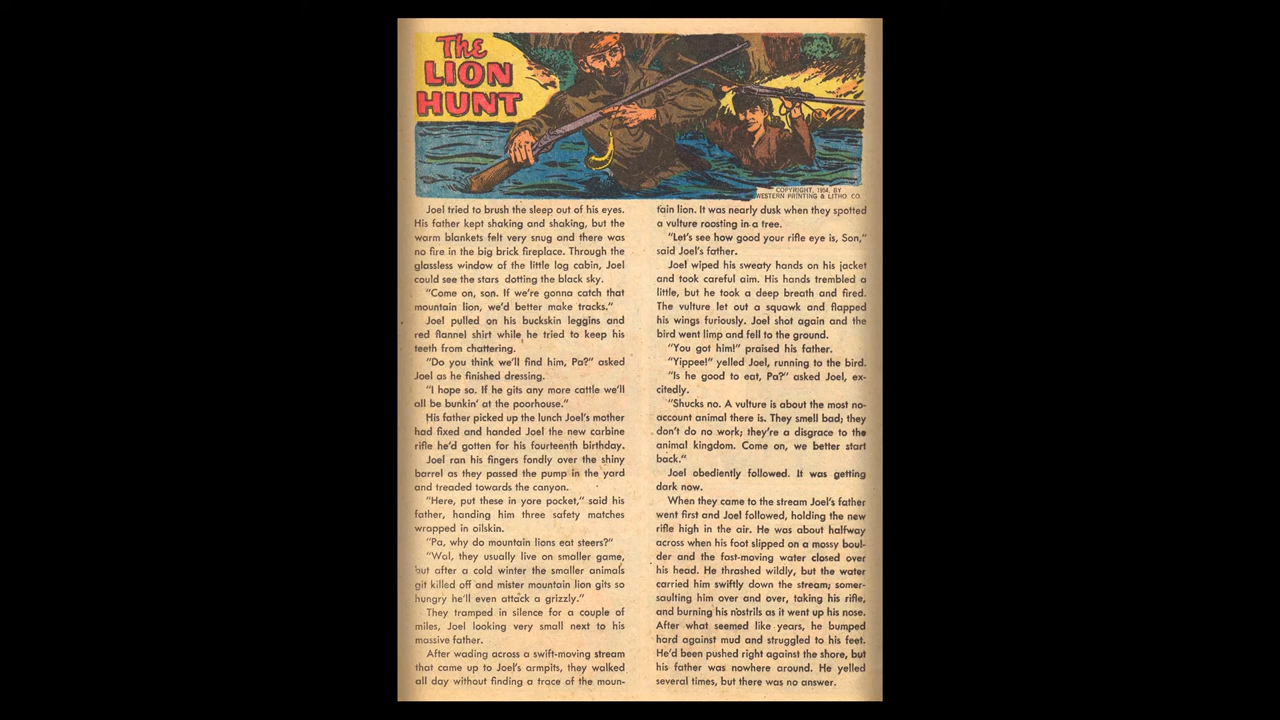 The
LION
HUNT
COPYRIGHT, 1954, BY
WESTERN PRINTING & LITHO CO.
Joel tried to brush the sleep out of his eyes.
His father kept shaking and shaking, but the
warm blankets felt very snug and there was
no fire in the big brick fireplace. Through the
glassless window of the little log cabin, Joel
could see the stars dotting the black sky.
"Come on, son. If we're gonna catch that
mountain lion, we'd better make tracks."
Joel pulled on his buckskin leggins and
red flannel shirt while he tried to keep his
teeth from chattering.
"Do you think we'll find him, Pa?" asked
Joel as he finished dressing.
"I hope so. If he gits any more cattle we'll
all be bunkin' at the poorhouse."
His father picked up the lunch Joel's mother
had fixed and handed Joel the new carbine
rifle he'd gotten for his fourteenth birthday.
Joel ran his fingers fondly over the shiny
barrel as they passed the pump in the yard
and treaded towards the canyon.
"Here, put these in yore pocket," said his
father, handing him three safety matches
wrapped in oilskin.
"Pa, why do mountain lions eat steers?"
"Wal, they usually live on smaller game,
but after a cold winter the smaller animals
git killed off and mister mountain lion gits so
hungry he'll even attack a grizzly."
They tramped in silence for a couple of
miles, Joel looking very small next to his
massive father.
After wading across a swift-moving stream
that came up to Joel's armpits, they walked
all day without finding a trace of the moun-
tain lion. It was nearly dusk when they spotted
a vulture roosting in a tree.
"Let's see how good your rifle eye is, Son,"
said Joel's father.
Joel wiped his sweaty hands on his jacket
and took careful aim. His hands trembled a
little, but he took a deep breath and fired.
The vulture let out a squawk and flapped
his wings furiously. Joel shot again and the
bird went limp and fell to the ground.
"You got him!" praised his father.
"Yippee!" yelled Joel, running to the bird.
"Is he good to eat, Pa?" asked Joel, ex-
citedly.
"Shucks no. A vulture is about the most no-
account animal there is. They smell bad; they
don't do no work; they're a disgrace to the
animal kingdom. Come on, we better start
back."
Joel obediently followed. It was getting
dark now.
When they came to the stream Joel's father
went first and Joel followed, holding the new
rifle high in the air. He was about halfway
across when his foot slipped on a mossy boul-
der and the fast-moving water closed over
his head. He thrashed wildly, but the water
carried him swiftly down the stream; somer-
saulting him over and over, taking his rifle,
and burning his nostrils as it went up his nose.
After what seemed like years, he bumped
hard against mud and struggled to his feet.
He'd been pushed right against the shore, but
his father was nowhere around. He yelled
several times, but there was no answer.